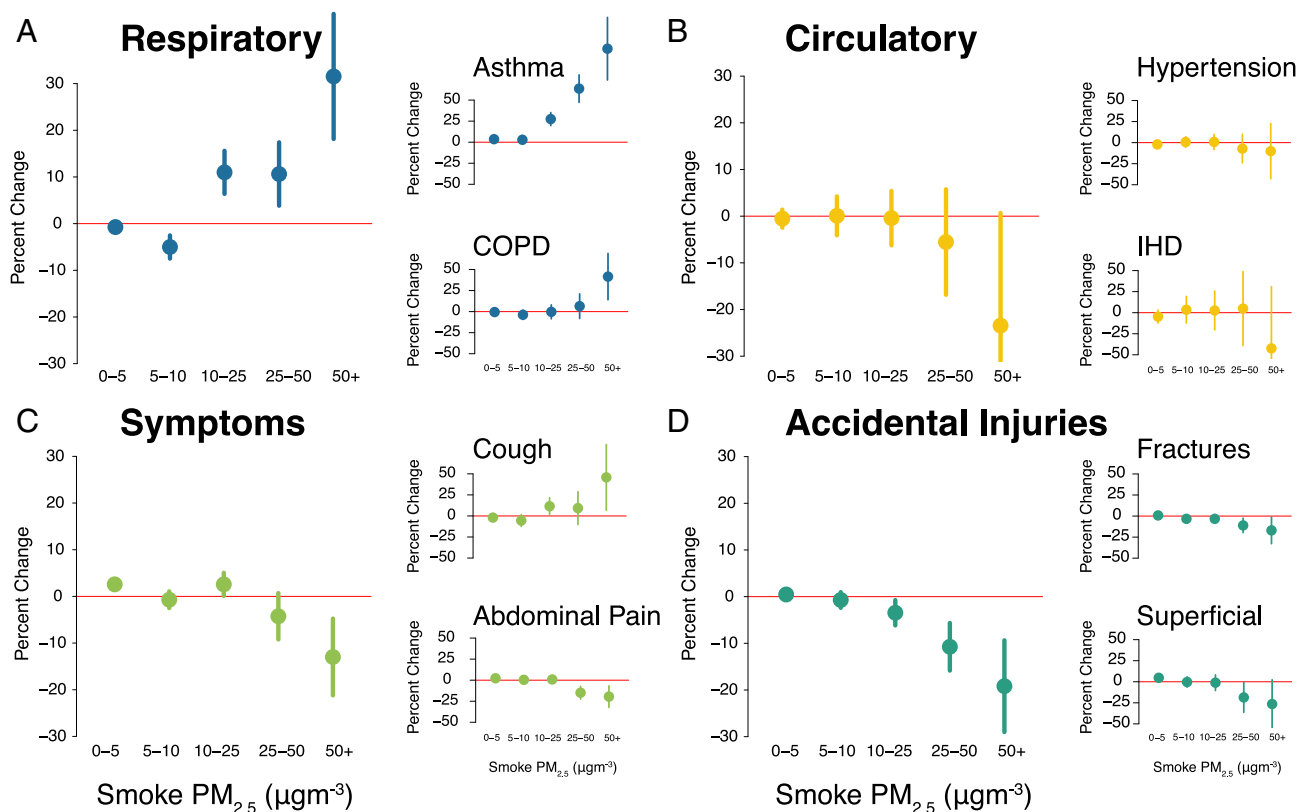 A Respiratory
Percent Change
30
20
10
0
−10
−20
−30
0−5 5−10 10−25 25−50 50+
Asthma
Percent Change
50
25
0
−25
−50
COPD
Percent Change
50
25
0
−25
−50
0−5 5−10 10−25 25−50 50+
B Circulatory
Percent Change
30
20
10
0
−10
−20
−30
0−5 5−10 10−25 25−50 50+
Hypertension
Percent Change
50
25
0
−25
−50
IHD
Percent Change
50
25
0
−25
−50
0−5 5−10 10−25 25−50 50+
C Symptoms
Percent Change
30
20
10
0
−10
−20
−30
0−5 5−10 10−25 25−50 50+
Smoke PM2.5 (µgm-3)
Cough
Percent Change
50
25
0
−25
−50
Abdominal Pain
Percent Change
50
25
0
−25
−50
0−5 5−10 10−25 25−50 50+
Smoke PM2.5 (µgm-3)
D Accidental Injuries
Percent Change
30
20
10
0
−10
−20
−30
0−5 5−10 10−25 25−50 50+
Smoke PM2.5 (µgm-3)
Fractures
Percent Change
50
25
0
−25
−50
Superficial
Percent Change
50
25
0
−25
−50
0−5 5−10 10−25 25−50 50+
Smoke PM2.5 (µgm-3)